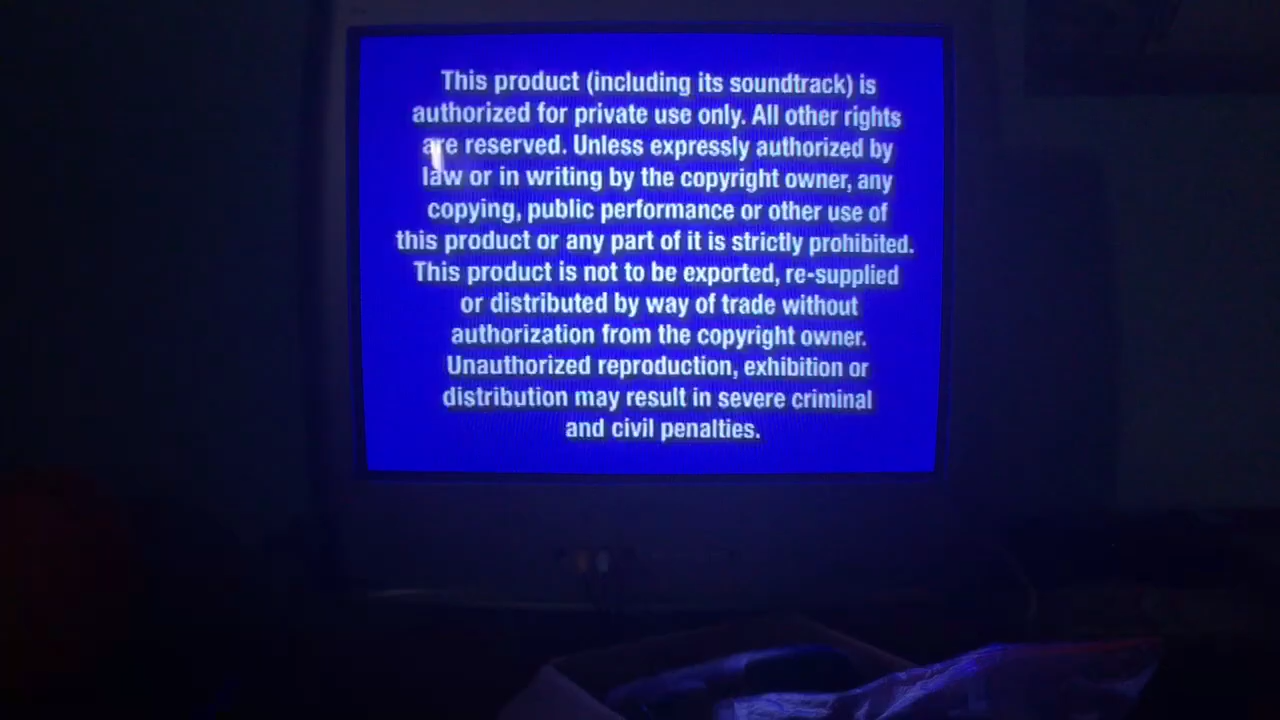 This product (including its soundtrack) is
authorized for private use only. All other rights
are reserved. Unless expressly authorized by
law or in writing by the copyright owner, any
copying, public performance or other use of
this product or any part of it is strictly prohibited.
This product is not to be exported, re-supplied
or distributed by way of trade without
authorization from the copyright owner.
Unauthorized reproduction, exhibition or
distribution may result in severe criminal
and civil penalties.